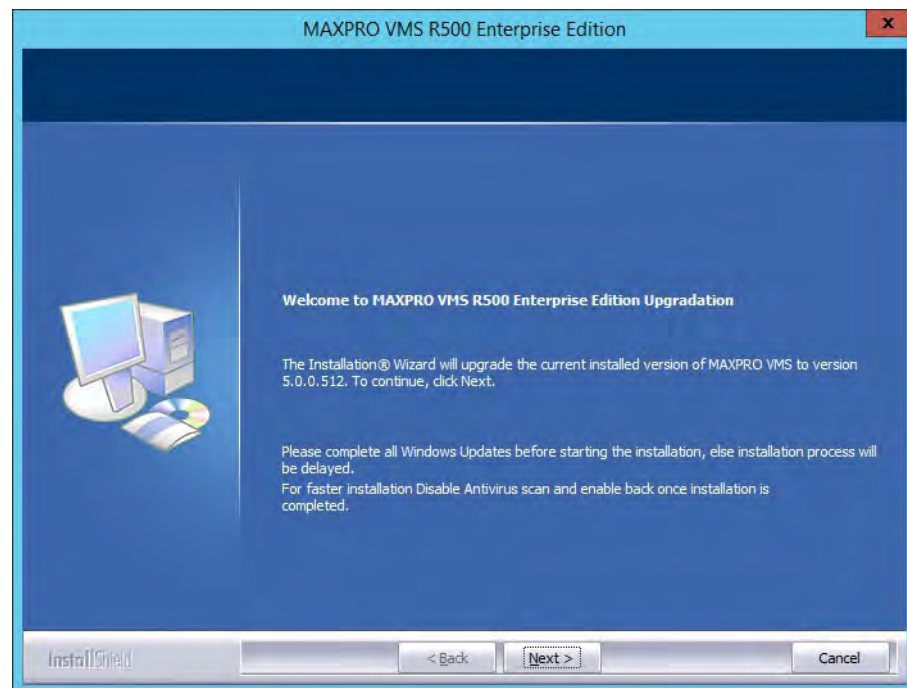 MAXPRO VMS R500 Enterprise Edition
x
Welcome to MAXPRO VMS R500 Enterprise Edition Upgradation
The Installation® Wizard will upgrade the current installed version of MAXPRO VMS to version
5.0.0.512. To continue, click Next.
Please complete all Windows Updates before starting the installation, else installation process will
be delayed.
For faster installation Disable Antivirus scan and enable back once installation is
completed.
InstallShield
< Back
Next >
Cancel